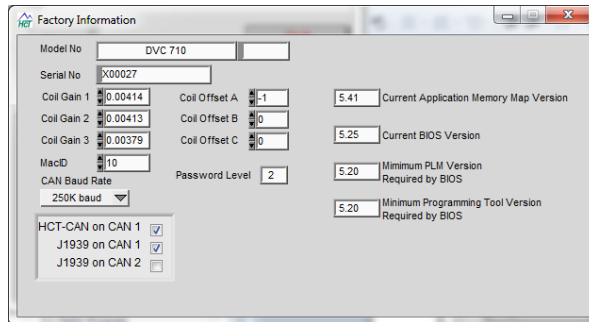 HCT Factory Information
Model No DVC 710
Serial No X00027
Coil Gain 1 0.00414 Coil Offset A -1 5.41 Current Application Memory Map Version
Coil Gain 2 0.00413 Coil Offset B 0
Coil Gain 3 0.00379 Coil Offset C 0 5.25 Current BIOS Version
MacID 10 Password Level 2 5.20 Minimum PLM Version
Required by BIOS
CAN Baud Rate
250K baud 5.20 Minimum Programming Tool Version
Required by BIOS
HCT-CAN on CAN 1
J1939 on CAN 1
J1939 on CAN 2